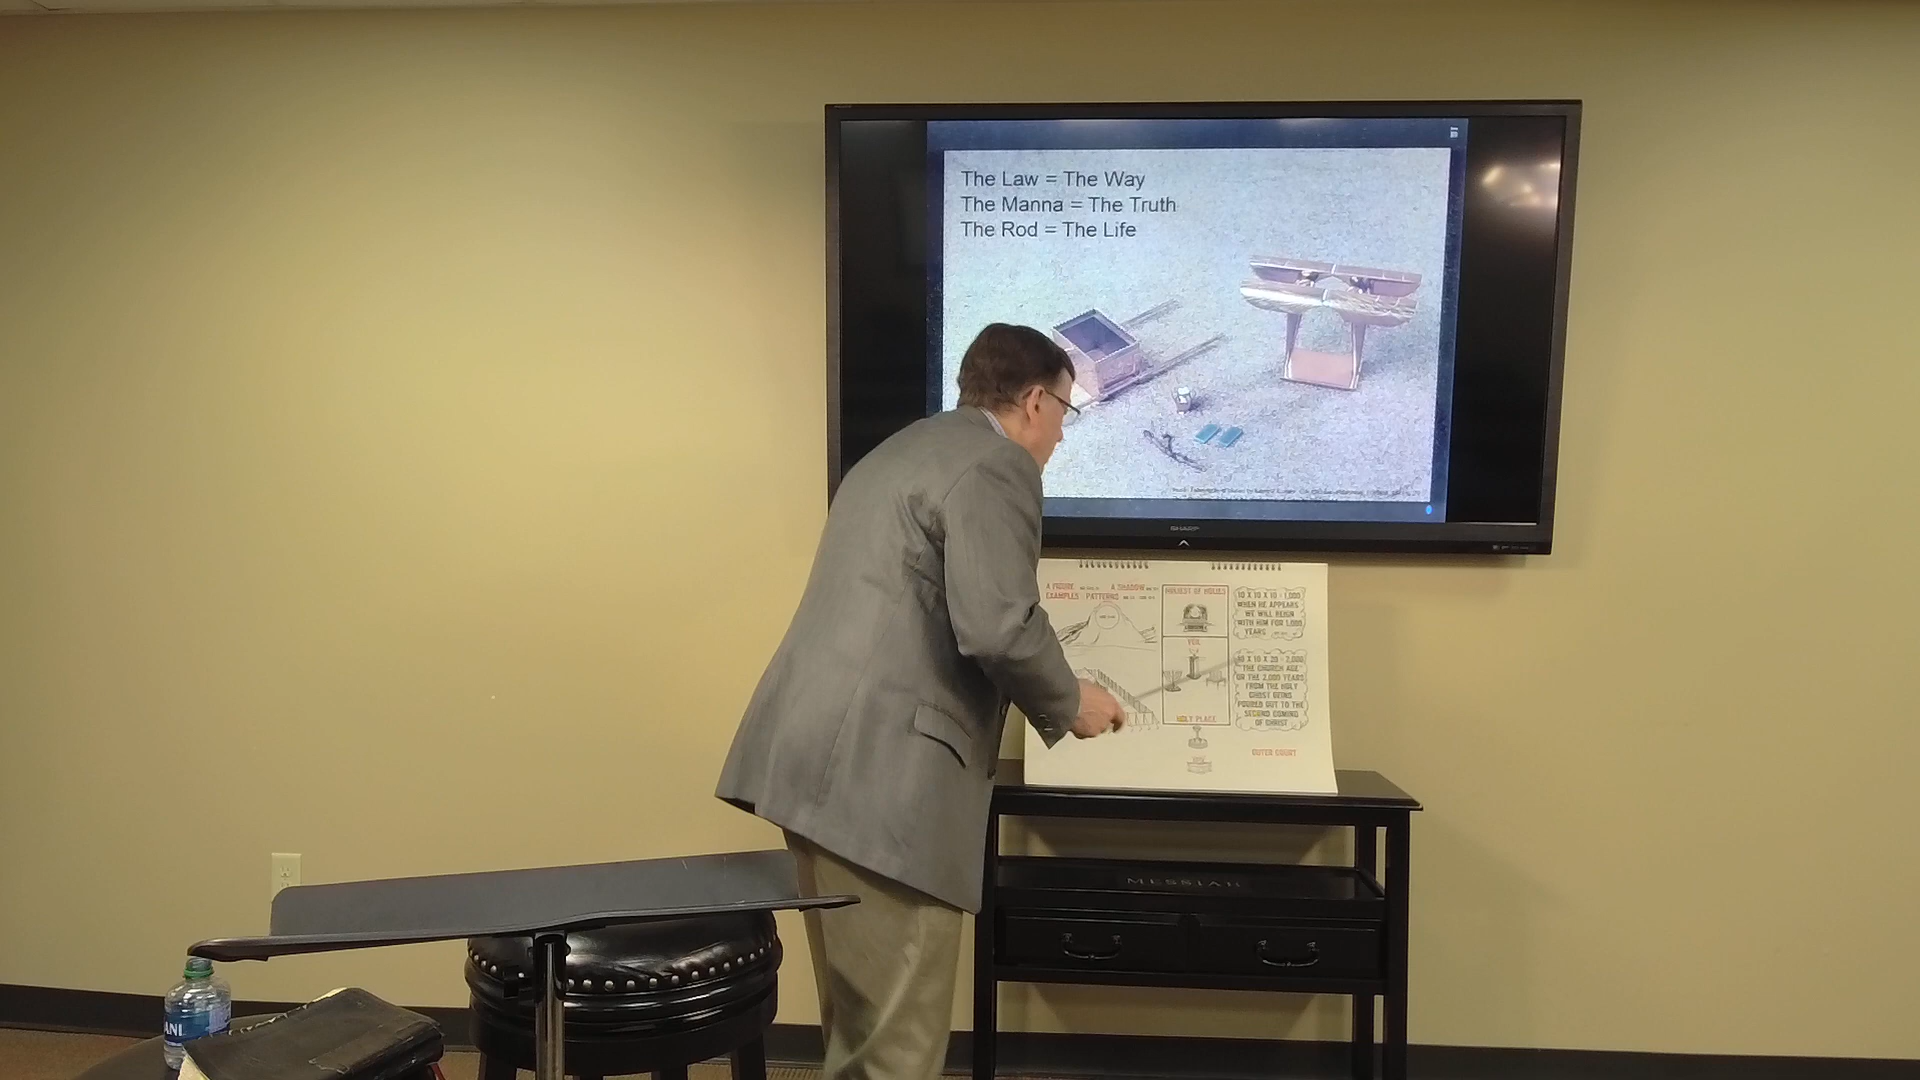 The Law = The Way
The Manna = The Truth
The Rod = The Life
SHARP
A FIGURE
A SHADOW
EXAMPLES
PATTERNS
HOLIEST OF HOLIES
VEIL
HOLY PLACE
10 X 10 X 10 = 1,000
WHEN HE APPEARS
WE WILL REIGN
WITH HIM FOR 1,000
YEARS
10 X 10 X 20 = 2,000
THE CHURCH AGE
OR THE 2,000 YEARS
FROM THE HOLY
GHOST BEING
POURED OUT TO THE
SECOND COMING
OF CHRIST
OUTER COURT
MESSIAH
ANI